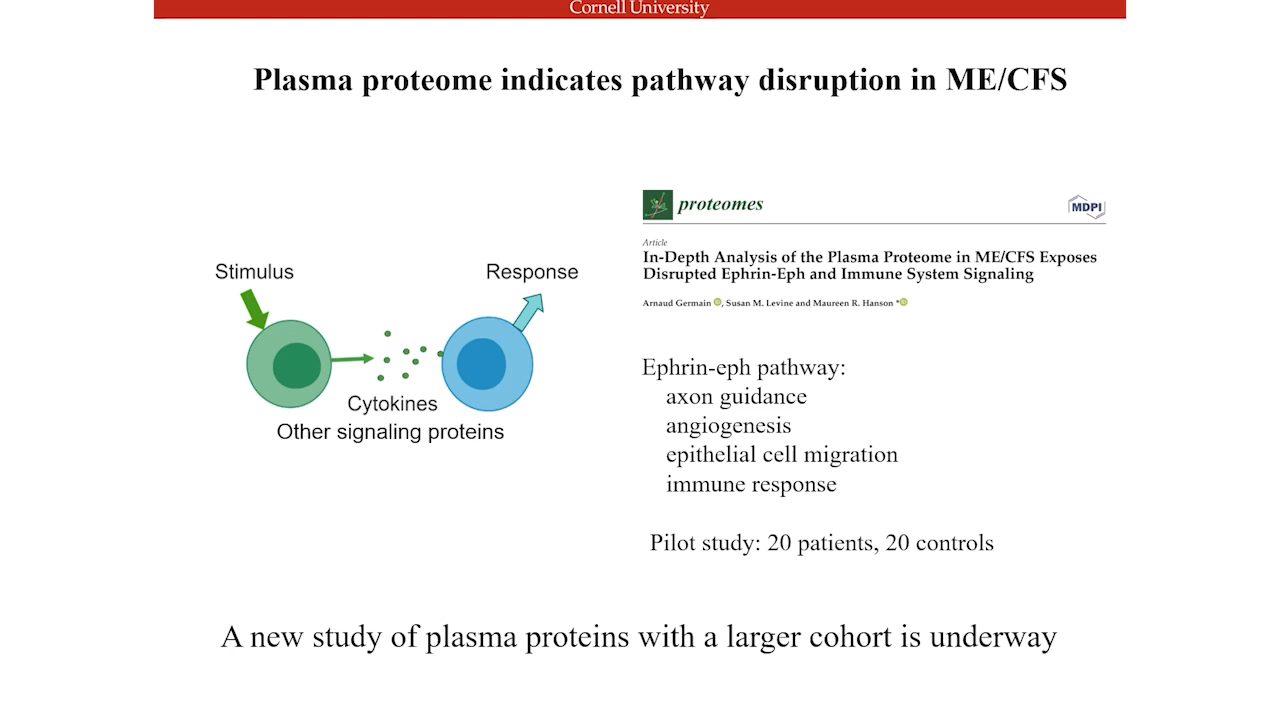 Cornell University
Plasma proteome indicates pathway disruption in ME/CFS
Stimulus
Response
Cytokines
Other signaling proteins
proteomes
MDPI
Article
In-Depth Analysis of the Plasma Proteome in ME/CFS Exposes
Disrupted Ephrin-Eph and Immune System Signaling
Arnaud Germain, Susan M. Levine and Maureen R. Hanson *
Ephrin-eph pathway:
axon guidance
angiogenesis
epithelial cell migration
immune response
Pilot study: 20 patients, 20 controls
A new study of plasma proteins with a larger cohort is underway